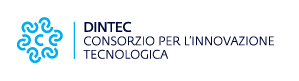 DINTEC
CONSORZIO PER L'INNOVAZIONE
TECNOLOGICA